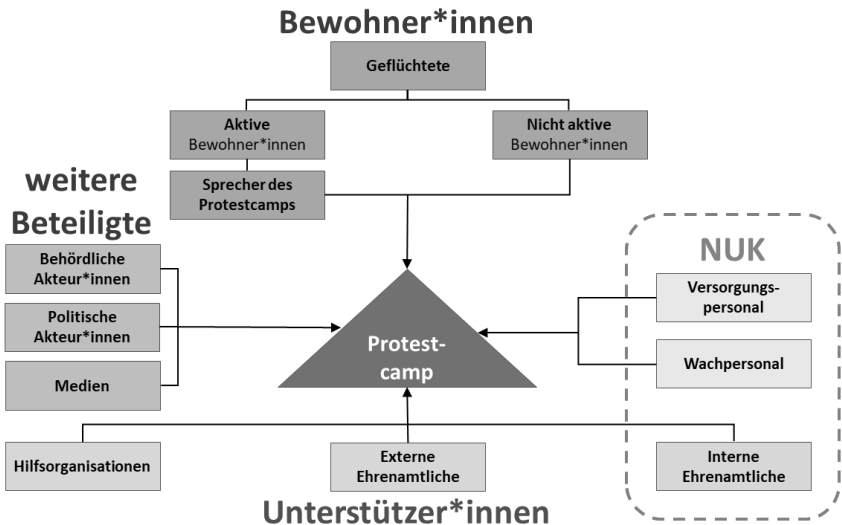 Bewohner*innen
Geflüchtete
Aktive
Bewohner*innen
Nicht aktive
Bewohner*innen
Sprecher des
Protestcamps
weitere
Beteiligte
Behördliche
Akteur*innen
Politische
Akteur*innen
Medien
Protest-
camp
NUK
Versorgungs-
personal
Wachpersonal
Hilfsorganisationen
Externe
Ehrenamtliche
Interne
Ehrenamtliche
Unterstützer*innen